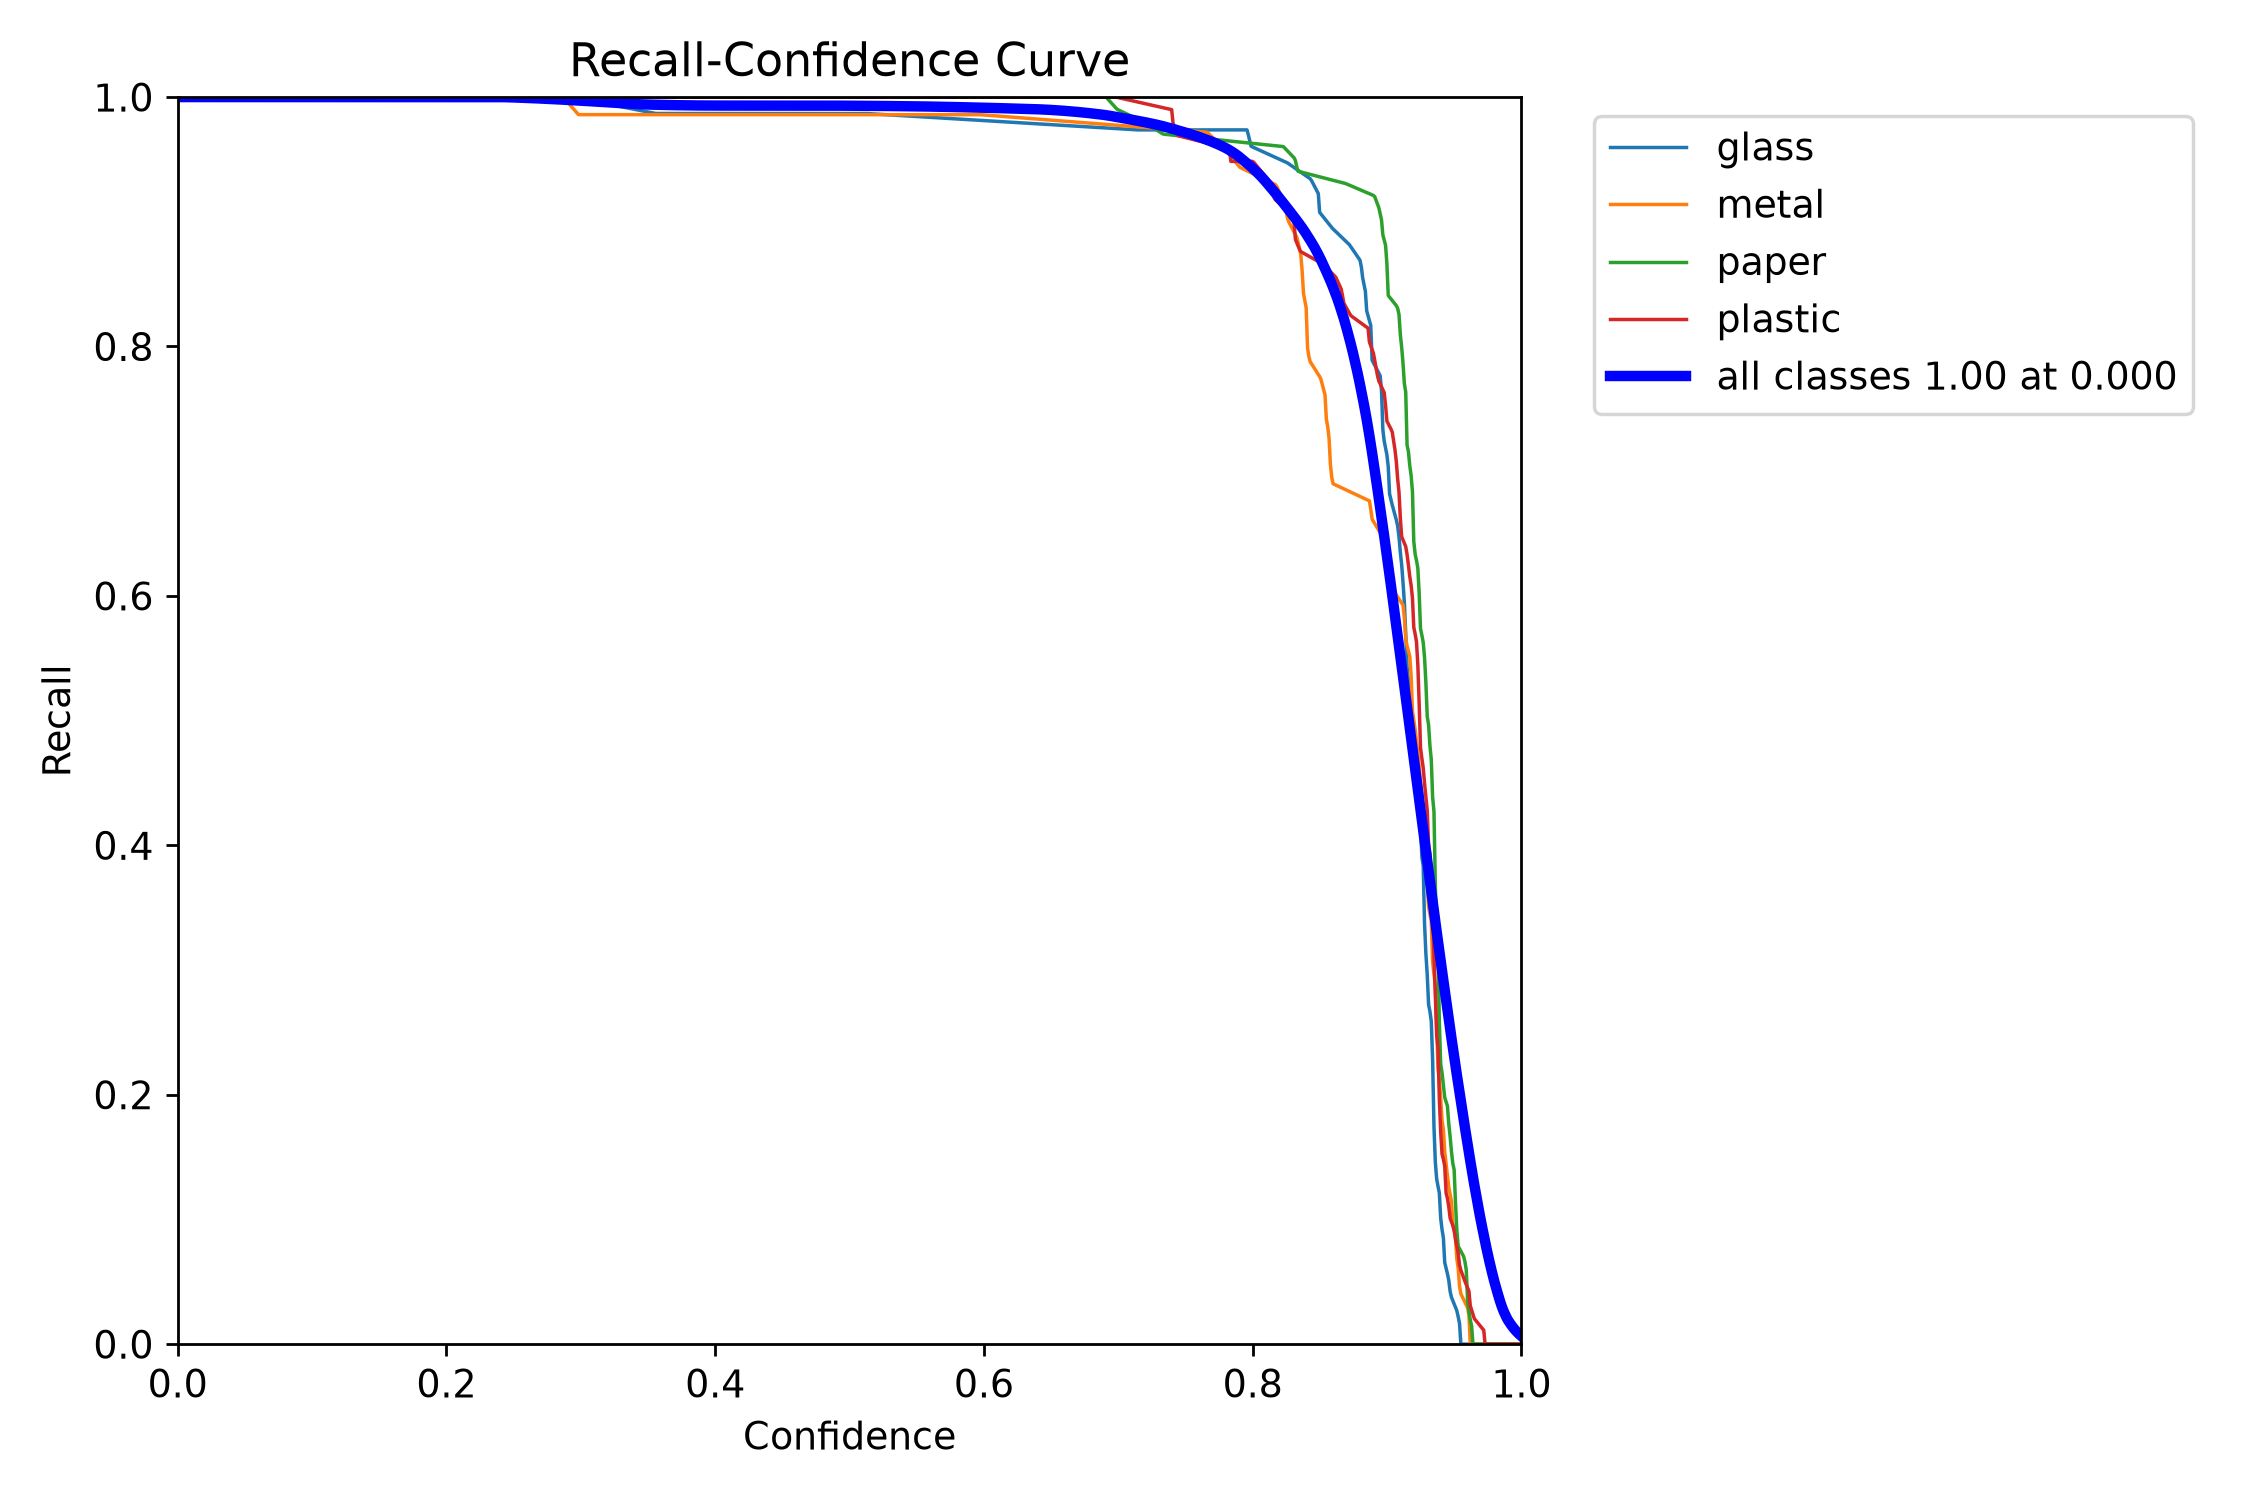 Recall-Confidence Curve
1.0
0.8
0.6
0.4
0.2
0.0
Recall
0.0 0.2 0.4 0.6 0.8 1.0
Confidence
glass
metal
paper
plastic
all classes 1.00 at 0.000